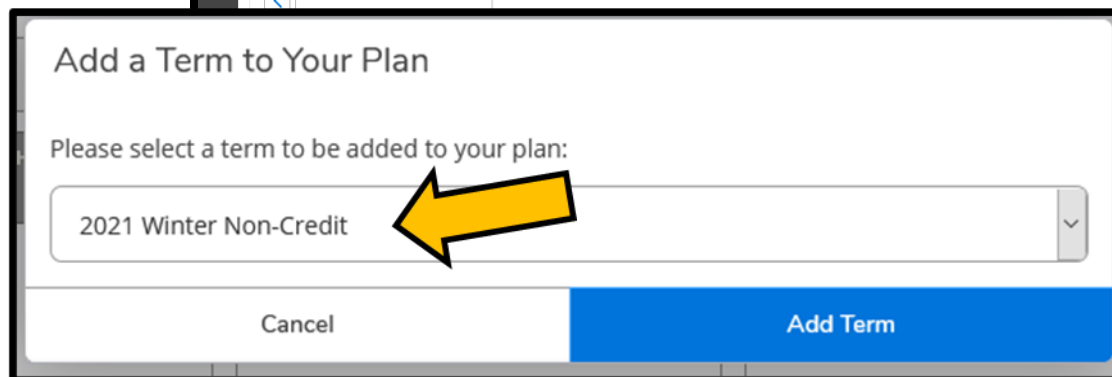 Add a Term to Your Plan
Please select a term to be added to your plan:
2021 Winter Non-Credit
Cancel
Add Term